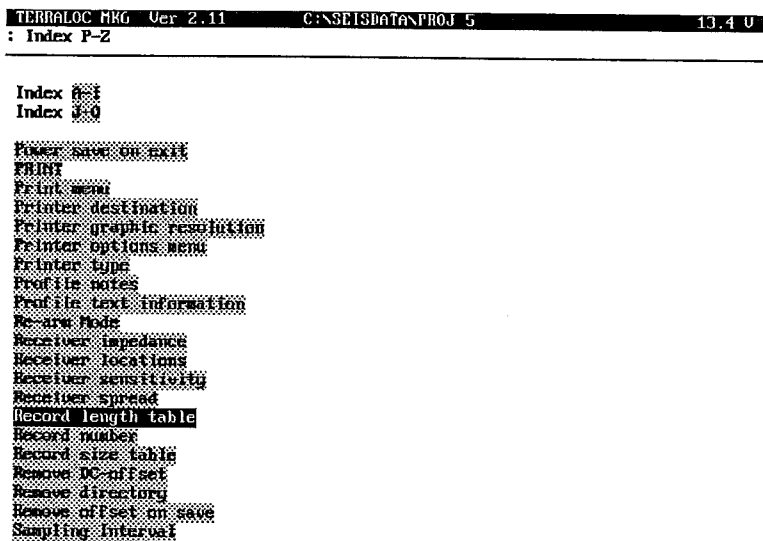 TERRALOC MK6 Ver 2.11 C:\SEISDATA\PROJ 5 13.4 V
: Index P-Z
Index A-I
Index J-O
Power save on exit
PRINT
Print menu
Printer destination
Printer graphic resolution
Printer options menu
Printer type
Profile notes
Profile text information
Re-arm Mode
Receiver impedance
Receiver locations
Receiver sensitivity
Receiver spread
Record length table
Record number
Record size table
Remove DC-offset
Remove directory
Remove offset on save
Sampling Interval